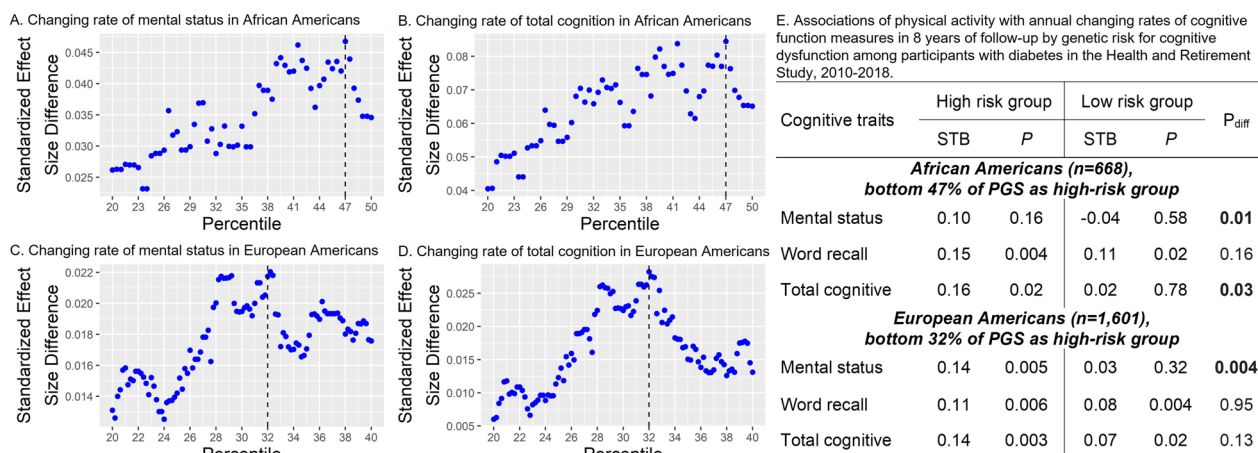 A. Changing rate of mental status in African Americans
Standardized Effect
Size Difference
0.045
0.040
0.035
0.030
0.025
20 23 26 29 32 35 38 41 44 47 50
Percentile
B. Changing rate of total cognition in African Americans
Standardized Effect
Size Difference
0.08
0.07
0.06
0.05
0.04
20 23 26 29 32 35 38 41 44 47 50
Percentile
C. Changing rate of mental status in European Americans
Standardized Effect
Size Difference
0.022
0.020
0.018
0.016
0.014
20 22 24 26 28 30 32 34 36 38 40
Percentile
D. Changing rate of total cognition in European Americans
Standardized Effect
Size Difference
0.025
0.020
0.015
0.010
0.005
20 22 24 26 28 30 32 34 36 38 40
Percentile
E. Associations of physical activity with annual changing rates of cognitive
function measures in 8 years of follow-up by genetic risk for cognitive
dysfunction among participants with diabetes in the Health and Retirement
Study, 2010-2018.
Cognitive traits High risk group Low risk group Pdiff
STB P STB P
African Americans (n=668),
bottom 47% of PGS as high-risk group
Mental status 0.10 0.16 -0.04 0.58 0.01
Word recall 0.15 0.004 0.11 0.02 0.16
Total cognitive 0.16 0.02 0.02 0.78 0.03
European Americans (n=1,601),
bottom 32% of PGS as high-risk group
Mental status 0.14 0.005 0.03 0.32 0.004
Word recall 0.11 0.006 0.08 0.004 0.95
Total cognitive 0.14 0.003 0.07 0.02 0.13